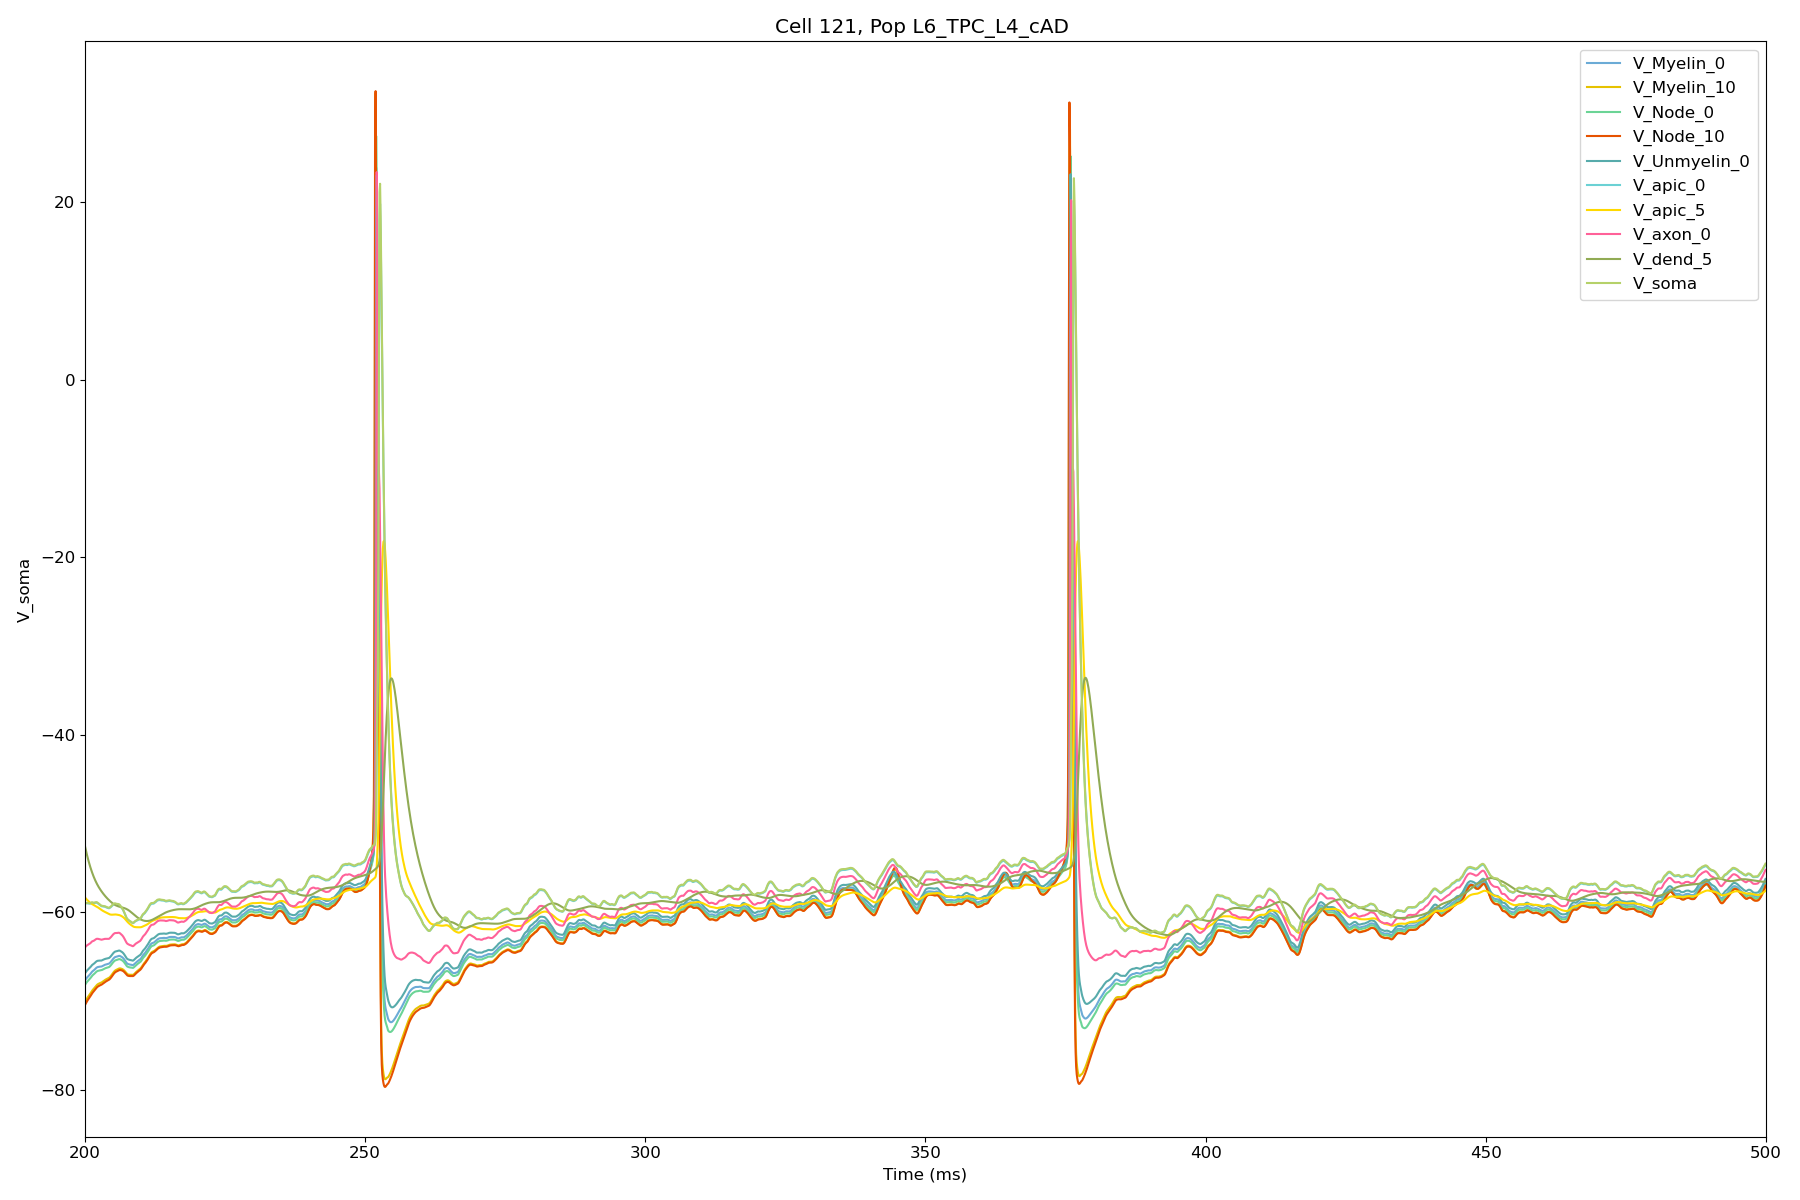 Cell 121, Pop L6_TPC_L4_cAD
V_Myelin_0
V_Myelin_10
V_Node_0
V_Node_10
V_Unmyelin_0
V_apic_0
V_apic_5
V_axon_0
V_dend_5
V_soma
20
0
−20
−40
−60
−80
V_soma
200
250
300
350
400
450
500
Time (ms)